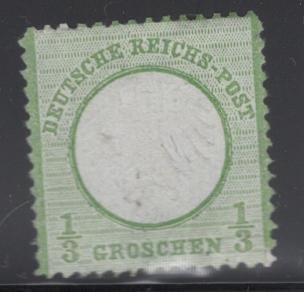 DEUTSCHE REICHS-POST
1/3 GROSCHEN 1/3